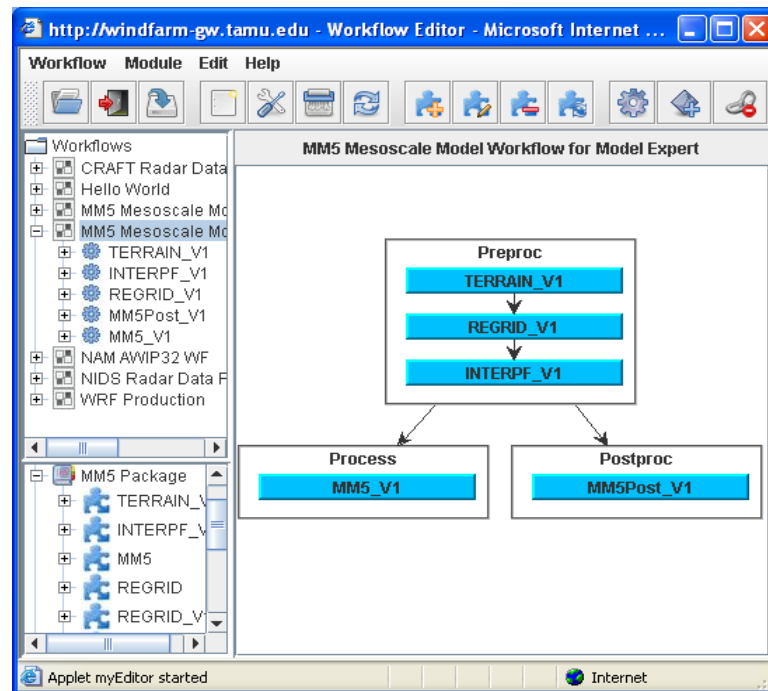 http://windfarm-gw.tamu.edu - Workflow Editor - Microsoft Internet ...
Workflow Module Edit Help
Workflows
CRAFT Radar Data
Hello World
MM5 Mesoscale Mo
MM5 Mesoscale Mo
TERRAIN_V1
INTERPF_V1
REGRID_V1
MM5Post_V1
MM5_V1
NAM AWIP32 WF
NIDS Radar Data F
WRF Production
MM5 Package
TERRAIN_V
INTERPF_V
MM5
REGRID
REGRID_V
MM5 Mesoscale Model Workflow for Model Expert
Preproc
TERRAIN_V1
REGRID_V1
INTERPF_V1
Process
MM5_V1
Postproc
MM5Post_V1
Applet myEditor started
Internet